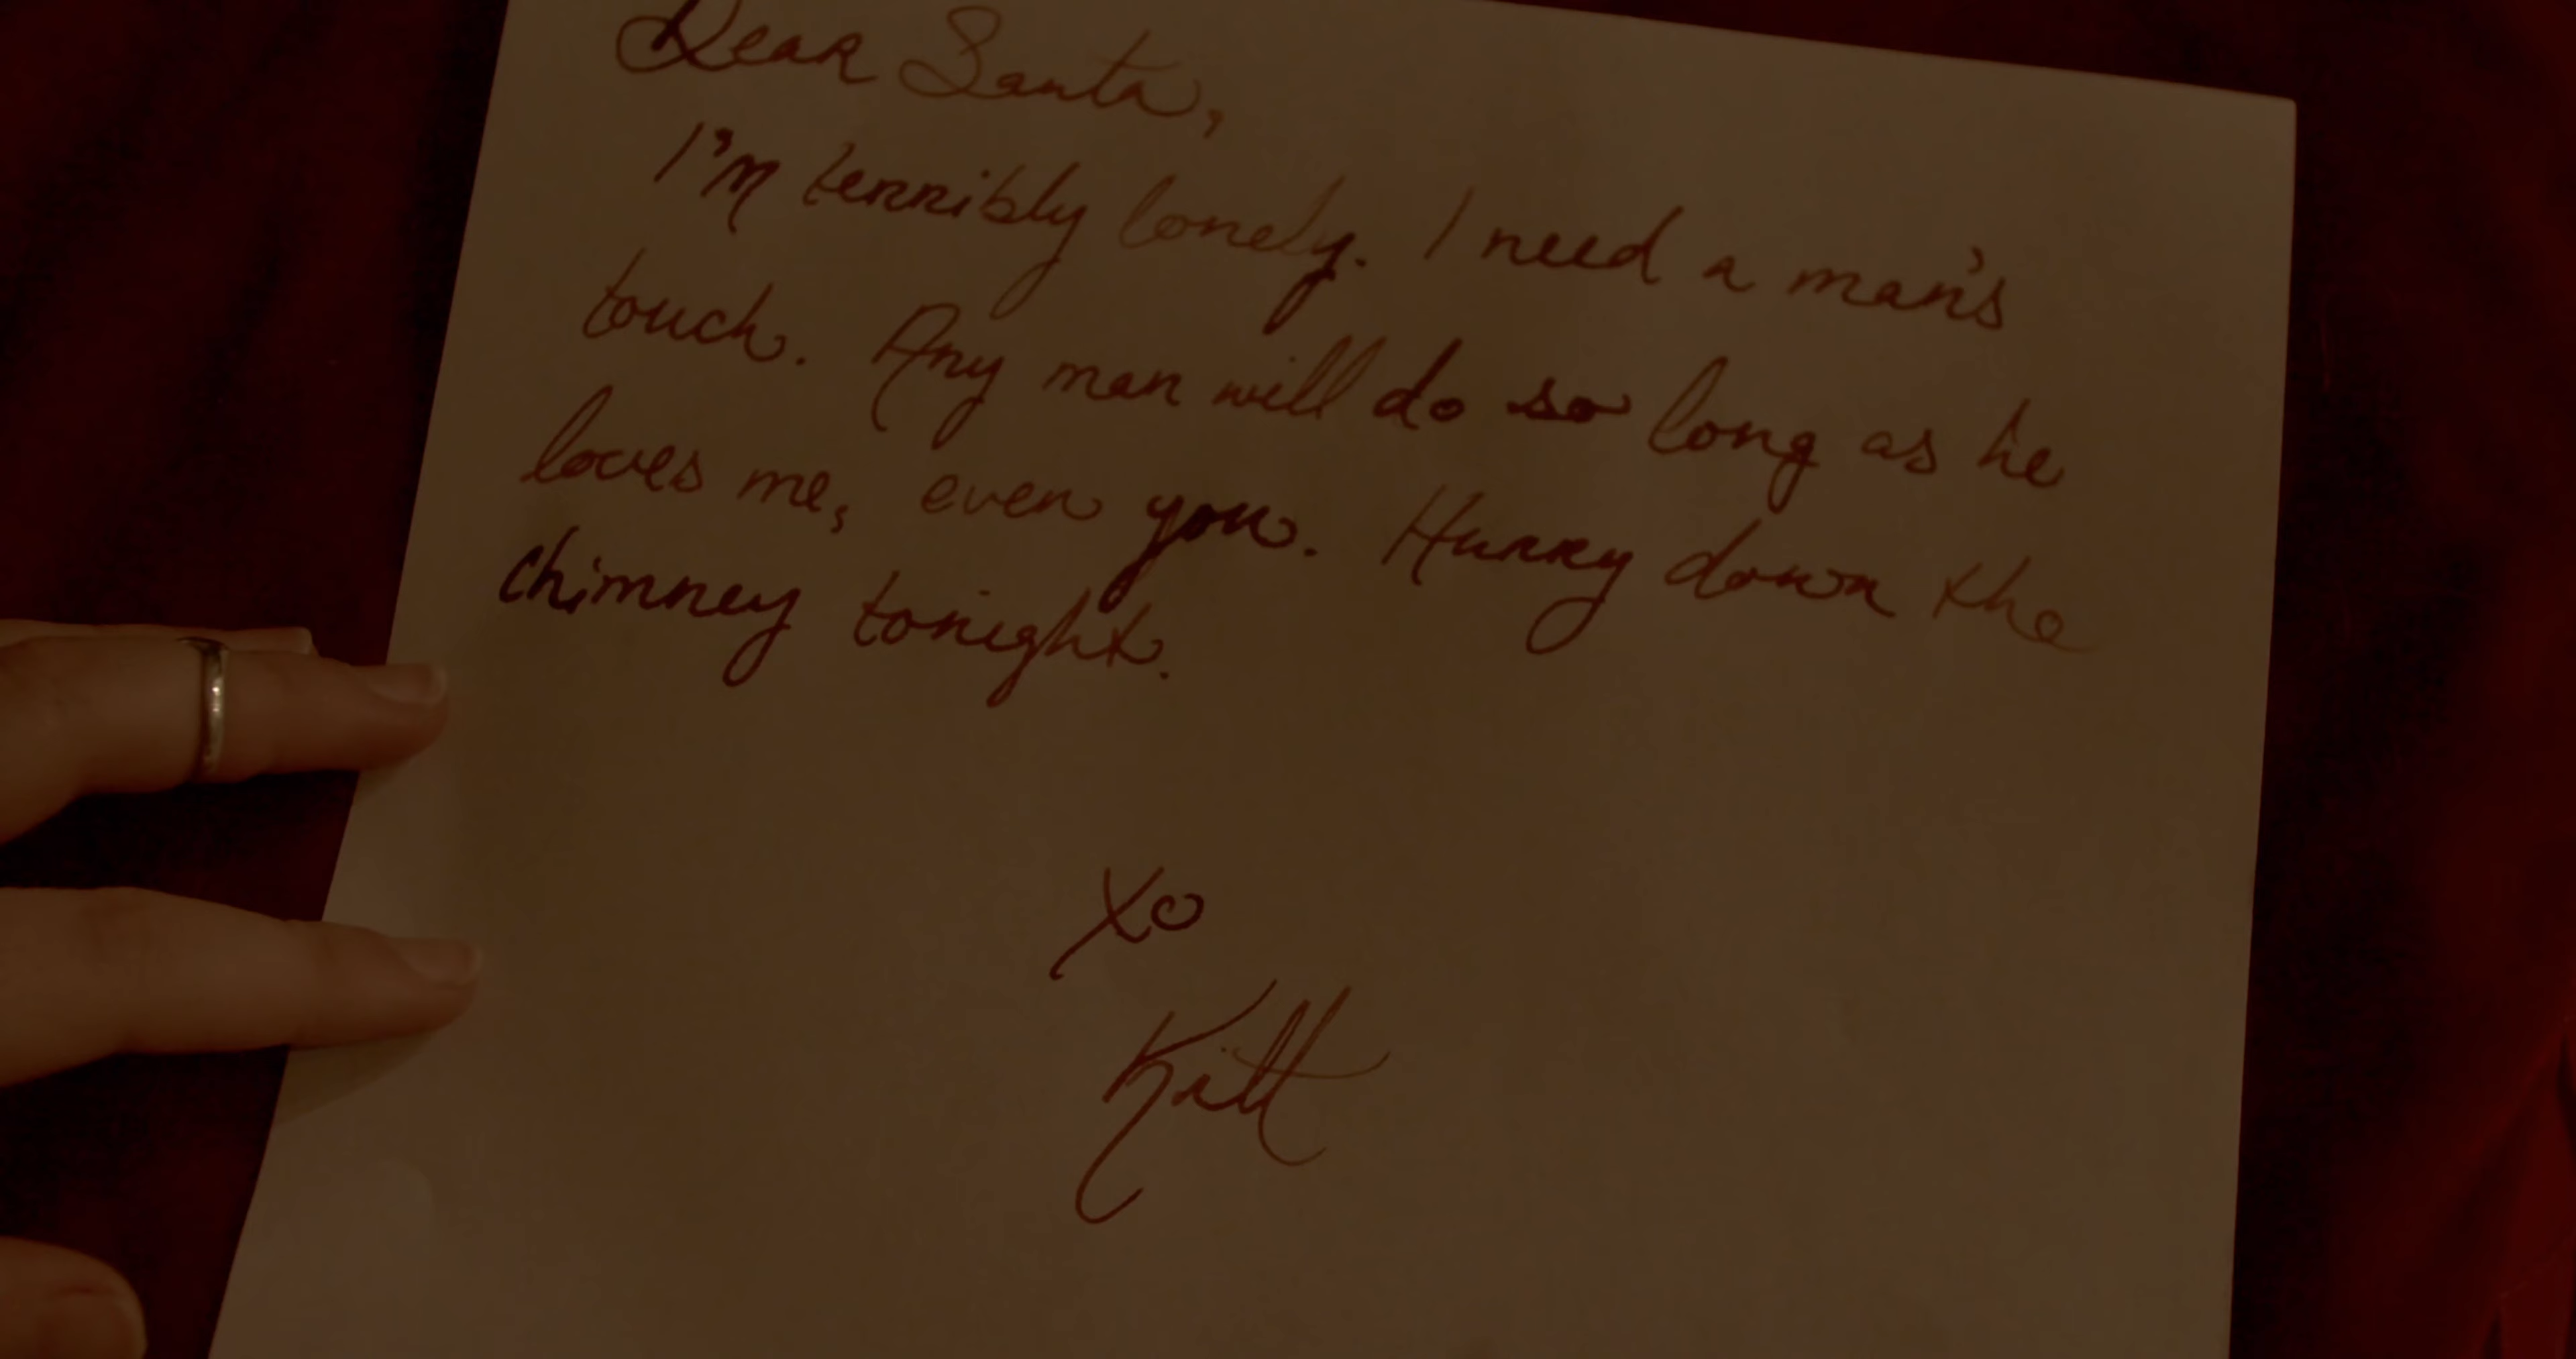 Dear Santa,
I'm terribly lonely. I need a man's
touch. Any man will do so long as he
loves me, even you. Hurry down the
chimney tonight.
xo
Kitt